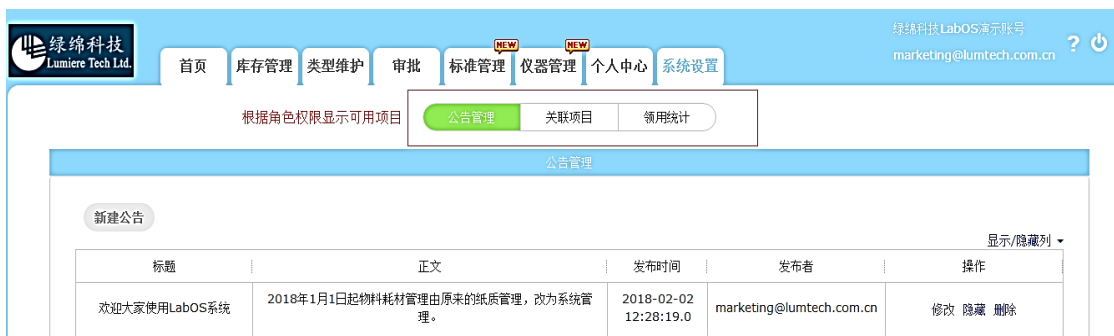 绿绵科技
Lumiere Tech Ltd.
绿绵科技LabOS演示账号
marketing@lumtech.com.cn
?
首页 库存管理 类型维护 审批 标准管理 NEW 仪器管理 NEW 个人中心 系统设置
根据角色权限显示可用项目 公告管理 关联项目 领用统计
公告管理
新建公告
显示/隐藏列
标题 正文 发布时间 发布者 操作
欢迎大家使用LabOS系统 2018年1月1日起物料耗材管理由原来的纸质管理，改为系统管
理。 2018-02-02
12:28:19.0 marketing@lumtech.com.cn 修改 隐藏 删除